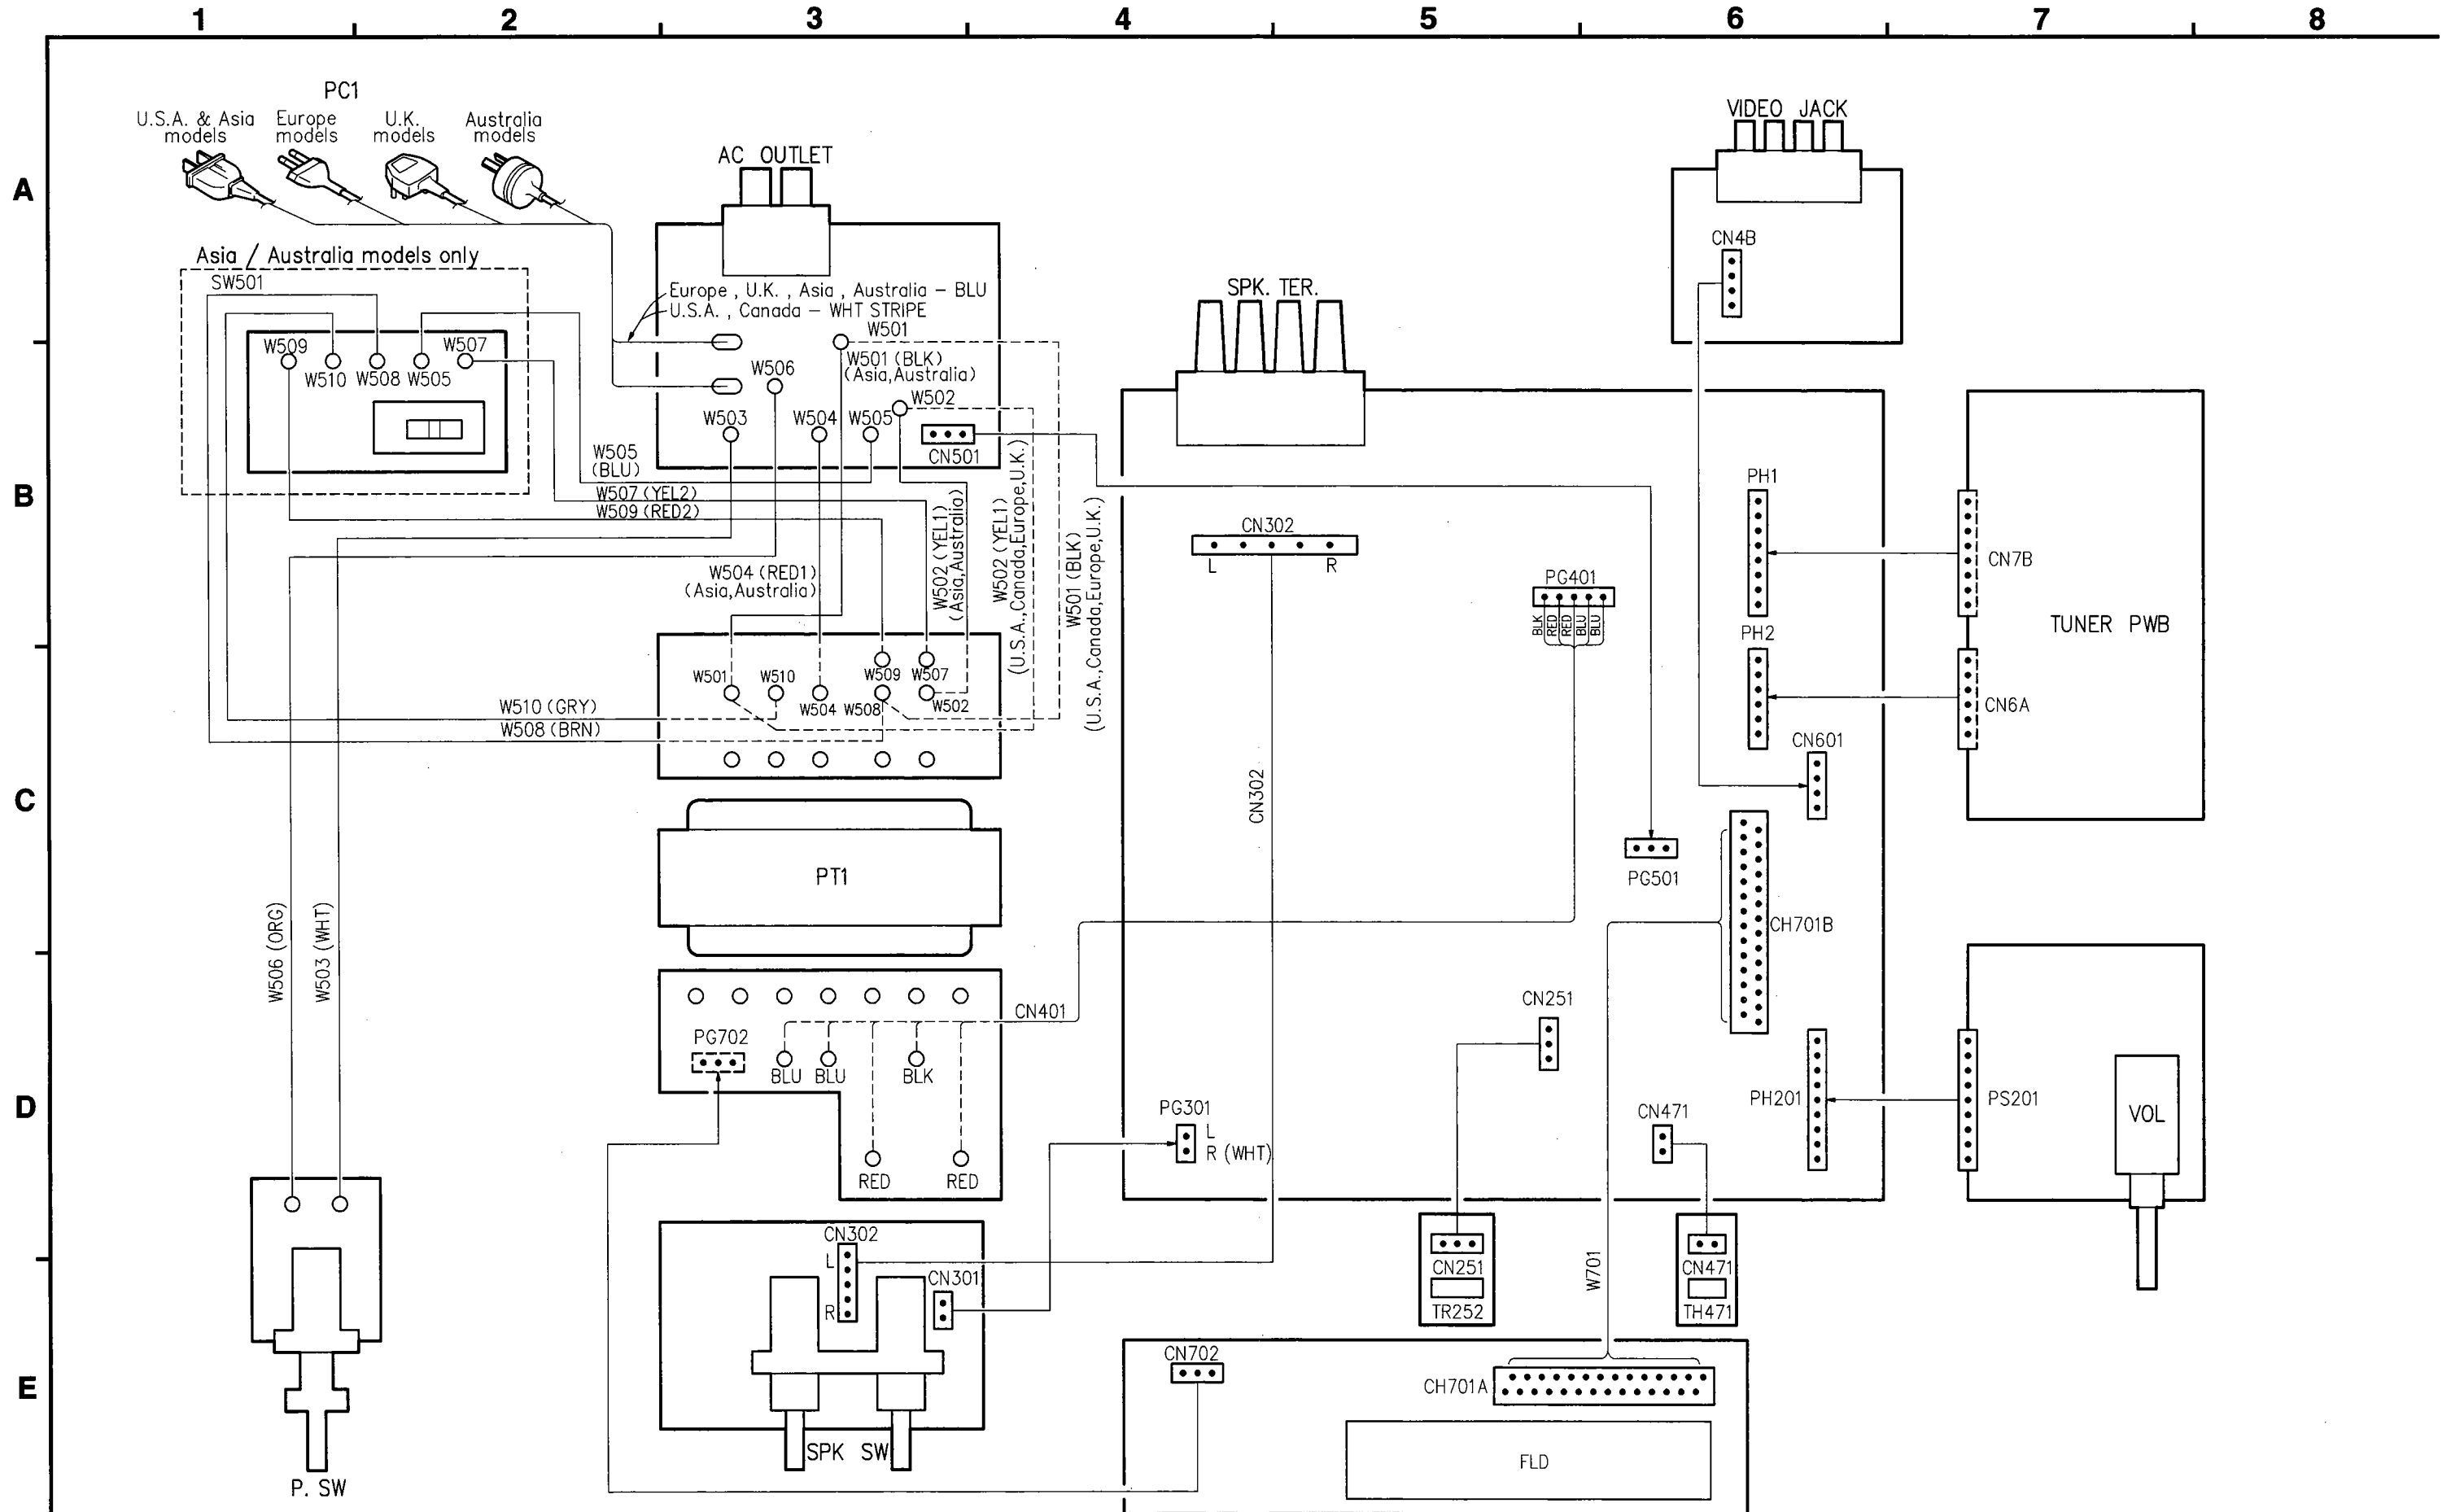 1 2 3 4 5 6 7 8
A
B
C
D
E
PC1
U.S.A. & Asia
models
Europe
models
U.K.
models
Australia
models
AC OUTLET
VIDEO JACK
CN4B
Asia / Australia models only
SW501
W509
W510
W508
W505
W507
Europe , U.K. , Asia , Australia – BLU
U.S.A. , Canada – WHT STRIPE
W501
W501 (BLK)
(Asia,Australia)
W506
W502
W503
W504
W505
CN501
SPK. TER.
W505
(BLU)
W507 (YEL2)
W509 (RED2)
W504 (RED1)
(Asia,Australia)
W502 (YEL1)
(Asia,Australia)
W502 (YEL1)
(U.S.A.,Canada,Europe,U.K.)
W501 (BLK)
(U.S.A.,Canada,Europe,U.K.)
CN302
L
R
PG401
BLK
RED
RED
BLU
BLU
PH1
PH2
CN7B
CN6A
TUNER PWB
W501
W510
W509
W507
W504
W508
W502
W510 (GRY)
W508 (BRN)
CN601
CN302
PT1
PG501
CH701B
W506 (ORG)
W503 (WHT)
CN401
PG702
BLU
BLU
BLK
RED
RED
CN251
PG301
L
R (WHT)
CN471
PH201
PS201
VOL
CN302
L
R
CN301
CN251
TR252
CN471
TH471
W701
CN702
CH701A
FLD
SPK SW
P. SW